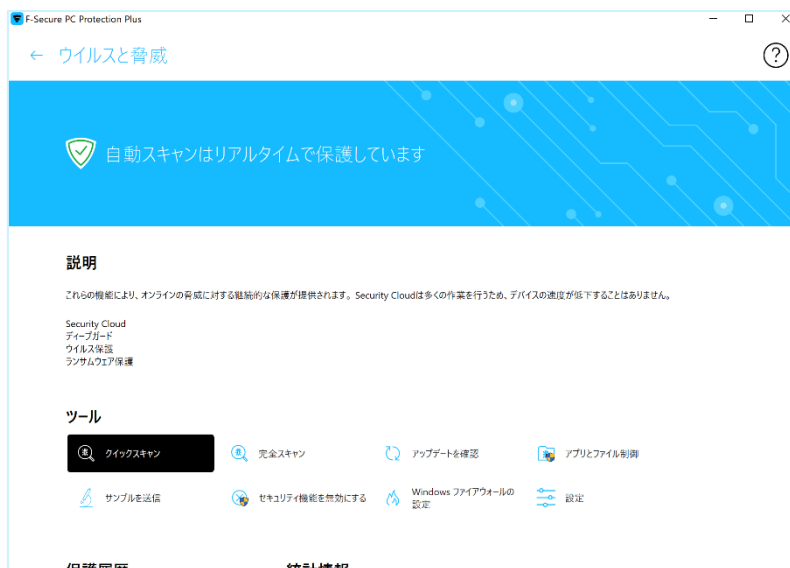 F-Secure PC Protection Plus
← ウイルスと脅威
?
自動スキャンはリアルタイムで保護しています
説明
これらの機能により、オンラインの脅威に対する継続的な保護が提供されます。Security Cloudは多くの作業を行うため、デバイスの速度が低下することはありません。
Security Cloud
ディープガード
ウイルス保護
ランサムウェア保護
ツール
クイックスキャン 完全スキャン アップデートを確認 アプリとファイル制御
サンプルを送信 セキュリティ機能を無効にする Windows ファイアウォールの
設定 設定
保護履歴 統計情報